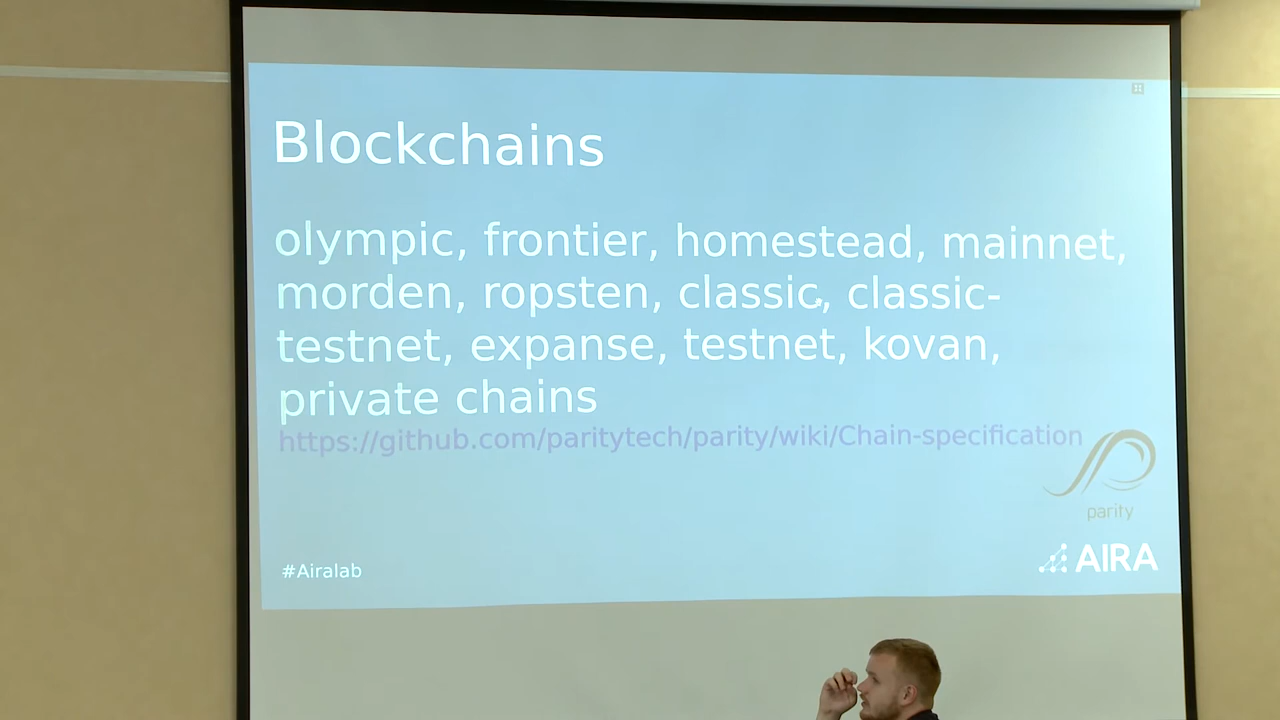 Blockchains
olympic, frontier, homestead, mainnet,
morden, ropsten, classic, classic-
testnet, expanse, testnet, kovan,
private chains
https://github.com/paritytech/parity/wiki/Chain-specification
parity
#Airalab
AIRA